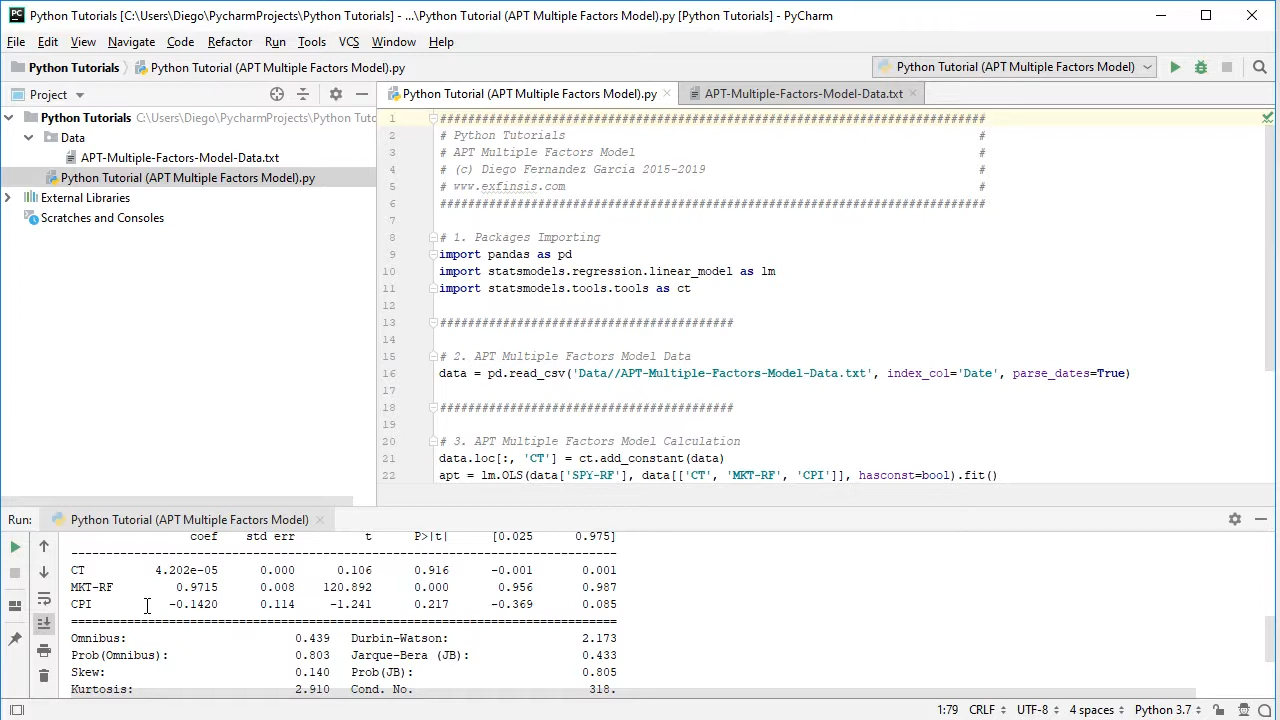 Python Tutorials [C:\Users\Diego\PycharmProjects\Python Tutorials] - ...\Python Tutorial (APT Multiple Factors Model).py [Python Tutorials] - PyCharm
File Edit View Navigate Code Refactor Run Tools VCS Window Help
Python Tutorials Python Tutorial (APT Multiple Factors Model).py Python Tutorial (APT Multiple Factors Model)
Project
Python Tutorials C:\Users\Diego\PycharmProjects\Python Tuto
Data
APT-Multiple-Factors-Model-Data.txt
Python Tutorial (APT Multiple Factors Model).py
External Libraries
Scratches and Consoles
Python Tutorial (APT Multiple Factors Model).py APT-Multiple-Factors-Model-Data.txt
1 ##############################################################################
2 # Python Tutorials #
3 # APT Multiple Factors Model #
4 # (c) Diego Fernandez Garcia 2015-2019 #
5 # www.exfinsis.com #
6 ##############################################################################
7
8 # 1. Packages Importing
9 import pandas as pd
10 import statsmodels.regression.linear_model as lm
11 import statsmodels.tools.tools as ct
12
13 ##########################################
14
15 # 2. APT Multiple Factors Model Data
16 data = pd.read_csv('Data//APT-Multiple-Factors-Model-Data.txt', index_col='Date', parse_dates=True)
17
18 ##########################################
19
20 # 3. APT Multiple Factors Model Calculation
21 data.loc[:, 'CT'] = ct.add_constant(data)
22 apt = lm.OLS(data['SPY-RF'], data[['CT', 'MKT-RF', 'CPI']], hasconst=bool).fit()
Run: Python Tutorial (APT Multiple Factors Model)
coef std err t P>|t| [0.025 0.975]
------------------------------------------------------------------------------
CT 4.202e-05 0.000 0.106 0.916 -0.001 0.001
MKT-RF 0.9715 0.008 120.892 0.000 0.956 0.987
CPI -0.1420 0.114 -1.241 0.217 -0.369 0.085
==============================================================================
Omnibus: 0.439 Durbin-Watson: 2.173
Prob(Omnibus): 0.803 Jarque-Bera (JB): 0.433
Skew: 0.140 Prob(JB): 0.805
Kurtosis: 2.910 Cond. No. 318.
1:79 CRLF UTF-8 4 spaces Python 3.7